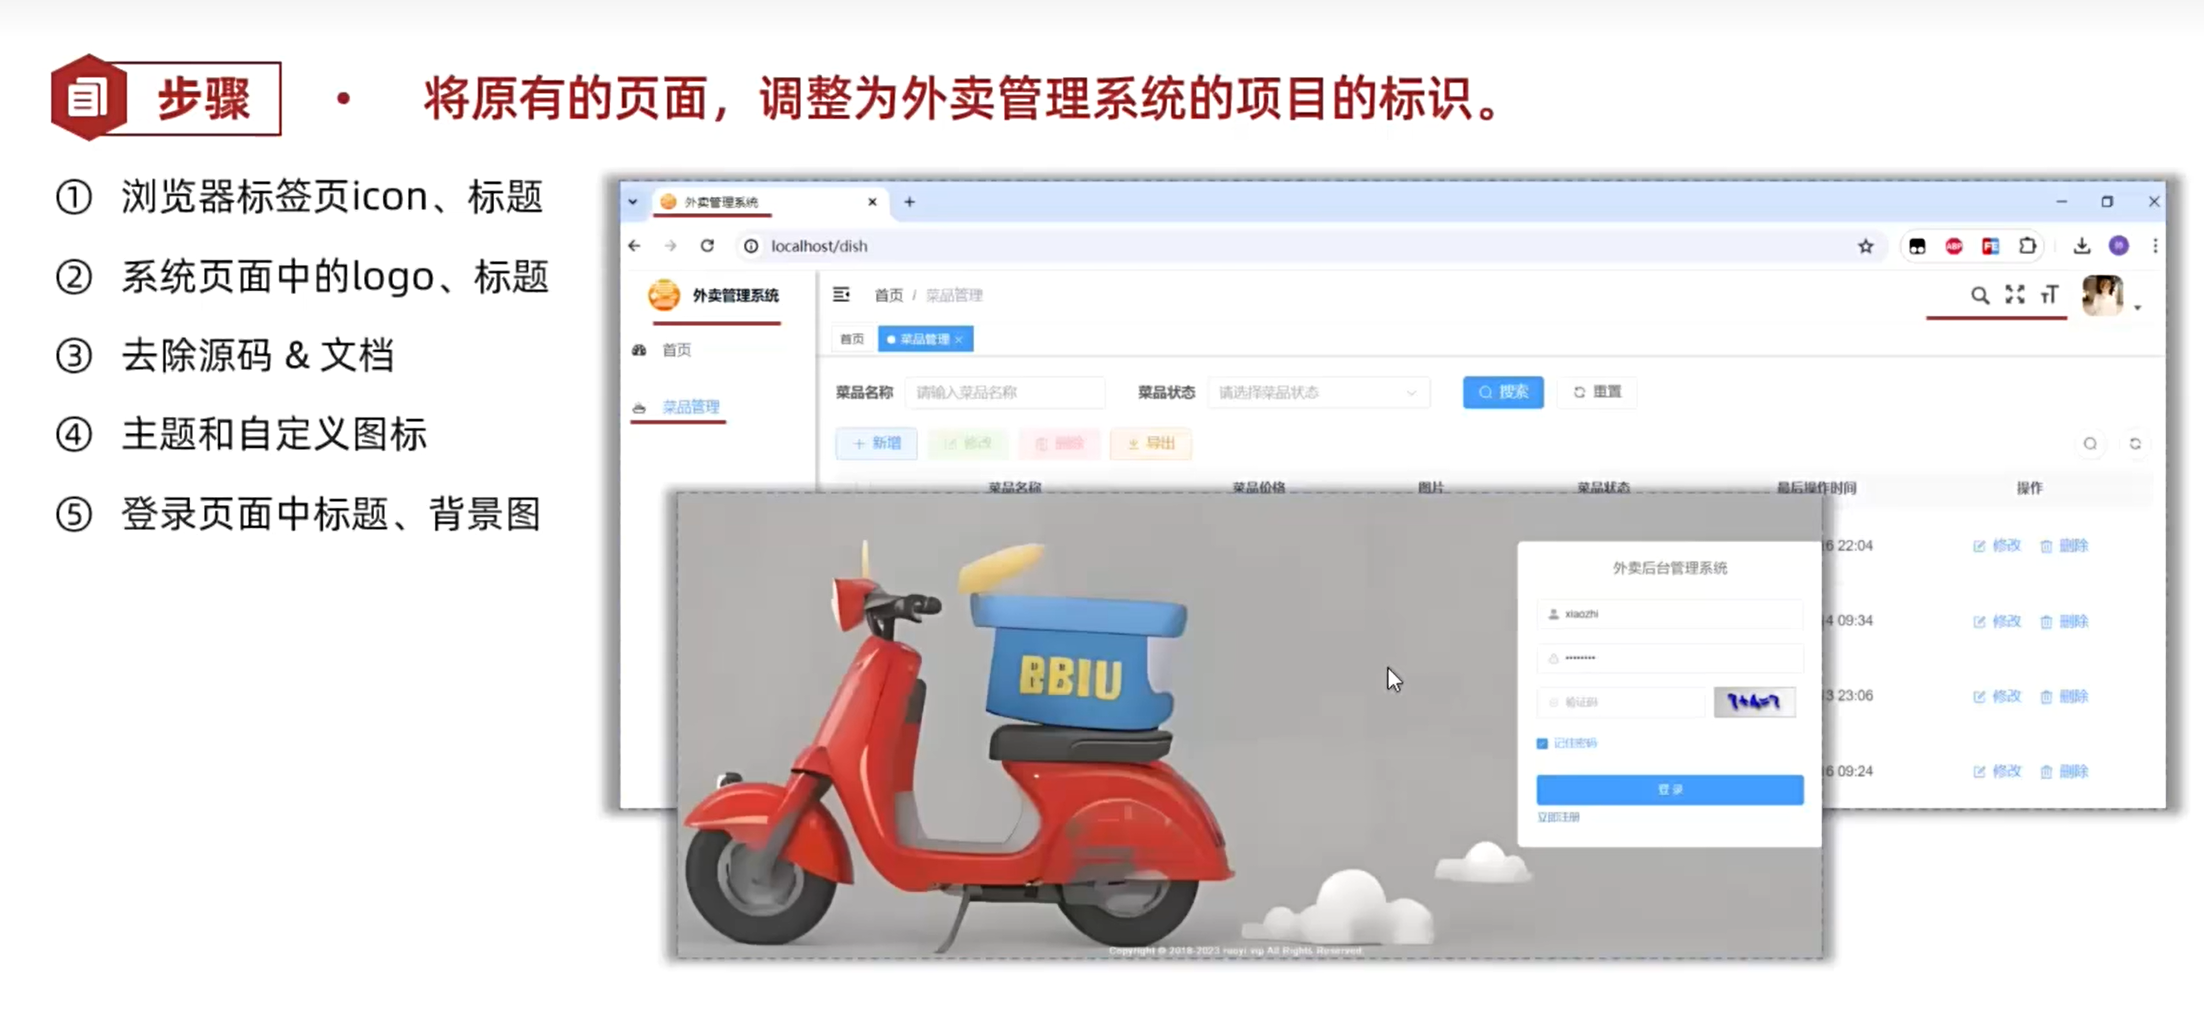 步骤
• 将原有的页面，调整为外卖管理系统的项目的标识。
① 浏览器标签页icon、标题
② 系统页面中的logo、标题
③ 去除源码 & 文档
④ 主题和自定义图标
⑤ 登录页面中标题、背景图
外卖管理系统
localhost/dish
外卖管理系统
首页 / 菜品管理
首页
菜品管理
首页
菜品管理
菜品名称 请输入菜品名称 菜品状态 请选择菜品状态 搜索 重置
新增 修改 删除 导出
菜品名称 菜品价格 图片 菜品状态 最后操作时间 操作
6 22:04 修改 删除
4 09:34 修改 删除
3 23:06 修改 删除
6 09:24 修改 删除
BBIU
外卖后台管理系统
xiaozhi
验证码
记住密码
登录
立即注册
Copyright © 2018-2023 ruoyi.vip All Rights Reserved.